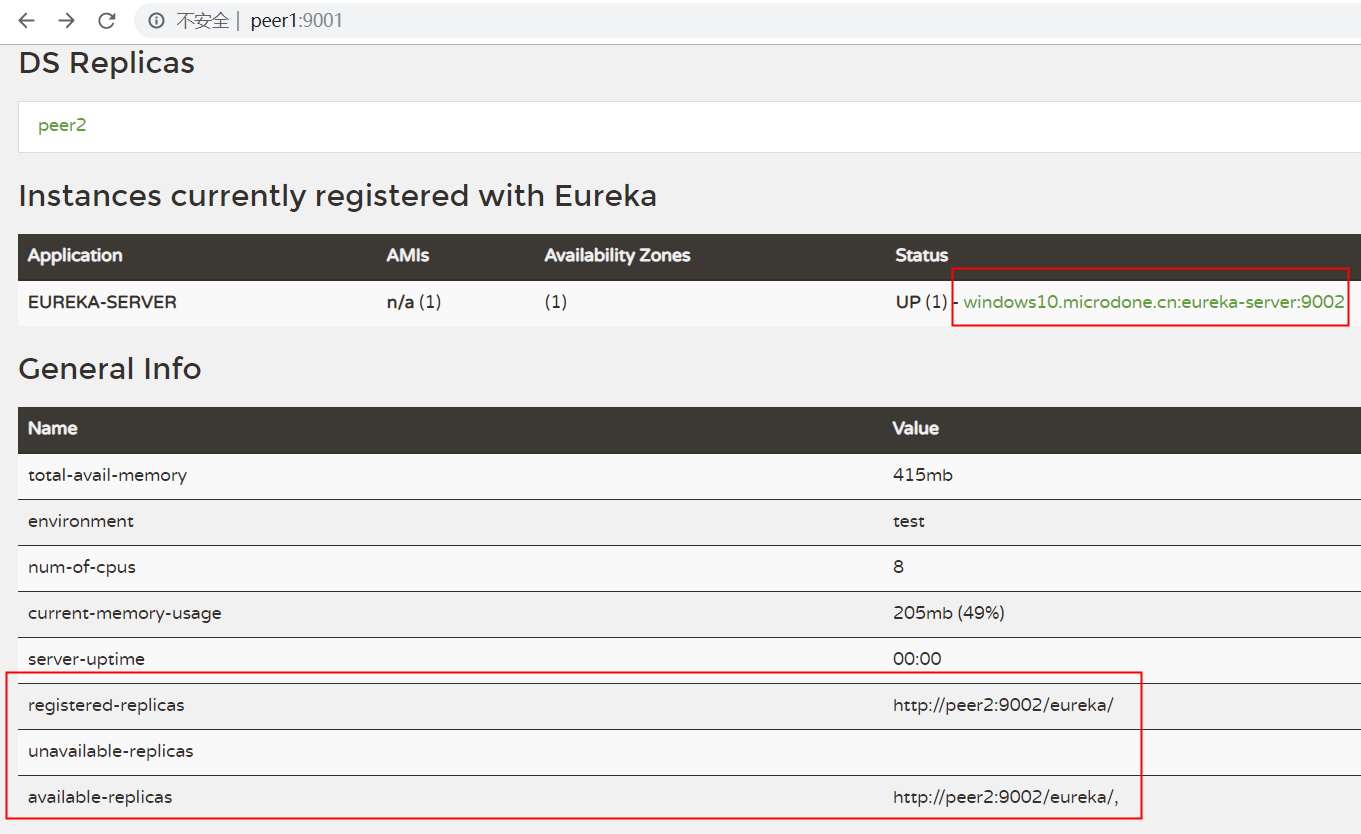 不安全 | peer1:9001
DS Replicas
peer2
Instances currently registered with Eureka
Application AMIs Availability Zones Status
EUREKA-SERVER n/a (1) (1) UP (1) - windows10.microdone.cn:eureka-server:9002
General Info
Name Value
total-avail-memory 415mb
environment test
num-of-cpus 8
current-memory-usage 205mb (49%)
server-uptime 00:00
registered-replicas http://peer2:9002/eureka/
unavailable-replicas
available-replicas http://peer2:9002/eureka/,